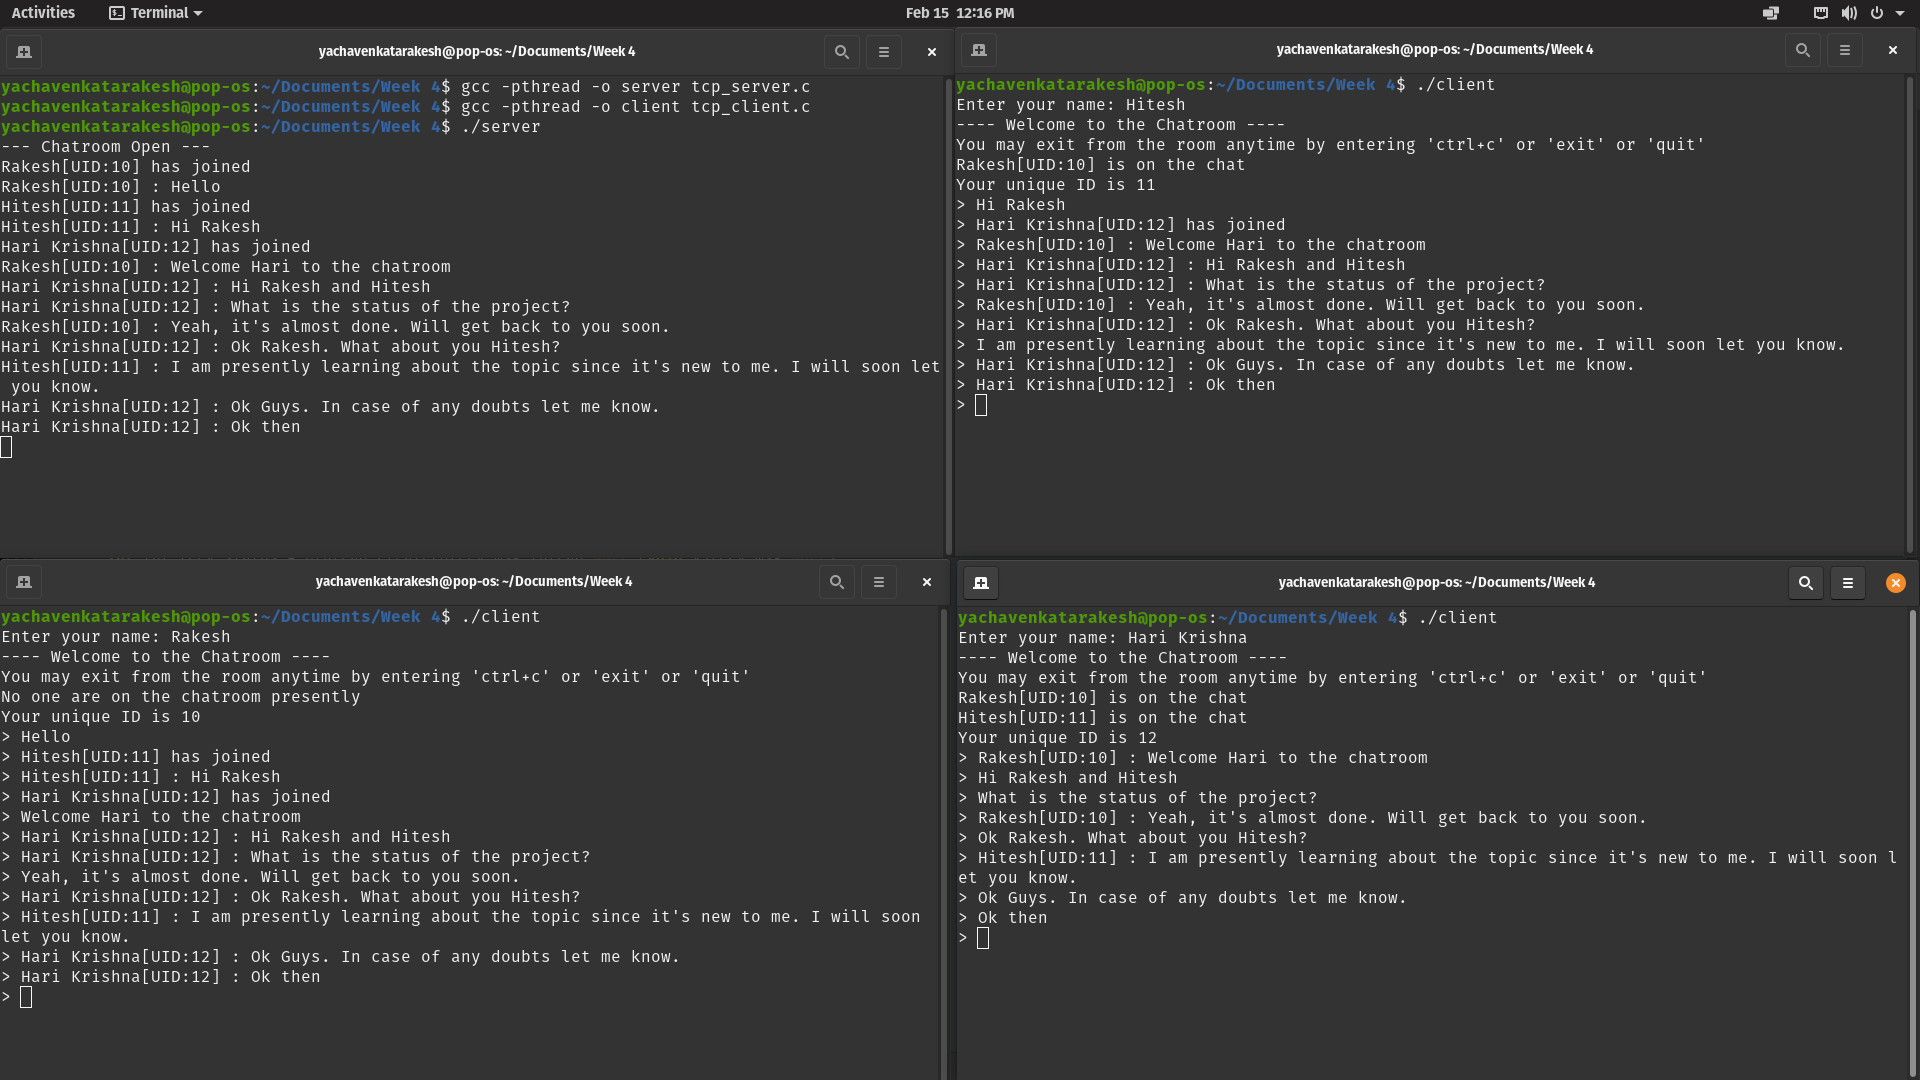 Activities Terminal Feb 15 12:16 PM
yachavenkatarakesh@pop-os: ~/Documents/Week 4
yachavenkatarakesh@pop-os:~/Documents/Week 4$ gcc -pthread -o server tcp_server.c
yachavenkatarakesh@pop-os:~/Documents/Week 4$ gcc -pthread -o client tcp_client.c
yachavenkatarakesh@pop-os:~/Documents/Week 4$ ./server
--- Chatroom Open ---
Rakesh[UID:10] has joined
Rakesh[UID:10] : Hello
Hitesh[UID:11] has joined
Hitesh[UID:11] : Hi Rakesh
Hari Krishna[UID:12] has joined
Rakesh[UID:10] : Welcome Hari to the chatroom
Hari Krishna[UID:12] : Hi Rakesh and Hitesh
Hari Krishna[UID:12] : What is the status of the project?
Rakesh[UID:10] : Yeah, it's almost done. Will get back to you soon.
Hari Krishna[UID:12] : Ok Rakesh. What about you Hitesh?
Hitesh[UID:11] : I am presently learning about the topic since it's new to me. I will soon let
you know.
Hari Krishna[UID:12] : Ok Guys. In case of any doubts let me know.
Hari Krishna[UID:12] : Ok then
yachavenkatarakesh@pop-os: ~/Documents/Week 4
yachavenkatarakesh@pop-os:~/Documents/Week 4$ ./client
Enter your name: Hitesh
---- Welcome to the Chatroom ----
You may exit from the room anytime by entering 'ctrl+c' or 'exit' or 'quit'
Rakesh[UID:10] is on the chat
Your unique ID is 11
> Hi Rakesh
> Hari Krishna[UID:12] has joined
> Rakesh[UID:10] : Welcome Hari to the chatroom
> Hari Krishna[UID:12] : Hi Rakesh and Hitesh
> Hari Krishna[UID:12] : What is the status of the project?
> Rakesh[UID:10] : Yeah, it's almost done. Will get back to you soon.
> Hari Krishna[UID:12] : Ok Rakesh. What about you Hitesh?
> I am presently learning about the topic since it's new to me. I will soon let you know.
> Hari Krishna[UID:12] : Ok Guys. In case of any doubts let me know.
> Hari Krishna[UID:12] : Ok then
>
yachavenkatarakesh@pop-os: ~/Documents/Week 4
yachavenkatarakesh@pop-os:~/Documents/Week 4$ ./client
Enter your name: Rakesh
---- Welcome to the Chatroom ----
You may exit from the room anytime by entering 'ctrl+c' or 'exit' or 'quit'
No one are on the chatroom presently
Your unique ID is 10
> Hello
> Hitesh[UID:11] has joined
> Hitesh[UID:11] : Hi Rakesh
> Hari Krishna[UID:12] has joined
> Welcome Hari to the chatroom
> Hari Krishna[UID:12] : Hi Rakesh and Hitesh
> Hari Krishna[UID:12] : What is the status of the project?
> Yeah, it's almost done. Will get back to you soon.
> Hari Krishna[UID:12] : Ok Rakesh. What about you Hitesh?
> Hitesh[UID:11] : I am presently learning about the topic since it's new to me. I will soon
let you know.
> Hari Krishna[UID:12] : Ok Guys. In case of any doubts let me know.
> Hari Krishna[UID:12] : Ok then
>
yachavenkatarakesh@pop-os: ~/Documents/Week 4
yachavenkatarakesh@pop-os:~/Documents/Week 4$ ./client
Enter your name: Hari Krishna
---- Welcome to the Chatroom ----
You may exit from the room anytime by entering 'ctrl+c' or 'exit' or 'quit'
Rakesh[UID:10] is on the chat
Hitesh[UID:11] is on the chat
Your unique ID is 12
> Rakesh[UID:10] : Welcome Hari to the chatroom
> Hi Rakesh and Hitesh
> What is the status of the project?
> Rakesh[UID:10] : Yeah, it's almost done. Will get back to you soon.
> Ok Rakesh. What about you Hitesh?
> Hitesh[UID:11] : I am presently learning about the topic since it's new to me. I will soon l
et you know.
> Ok Guys. In case of any doubts let me know.
> Ok then
>